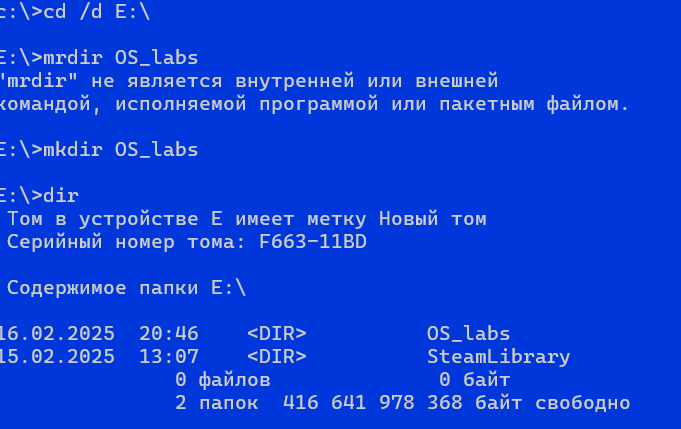 c:\>cd /d E:\
E:\>mrdir OS_labs
"mrdir" не является внутренней или внешней
командой, исполняемой программой или пакетным файлом.
E:\>mkdir OS_labs
E:\>dir
Том в устройстве E имеет метку Новый том
Серийный номер тома: F663-11BD
Содержимое папки E:\
16.02.2025  20:46    <DIR>          OS_labs
15.02.2025  13:07    <DIR>          SteamLibrary
0 файлов              0 байт
2 папок  416 641 978 368 байт свободно